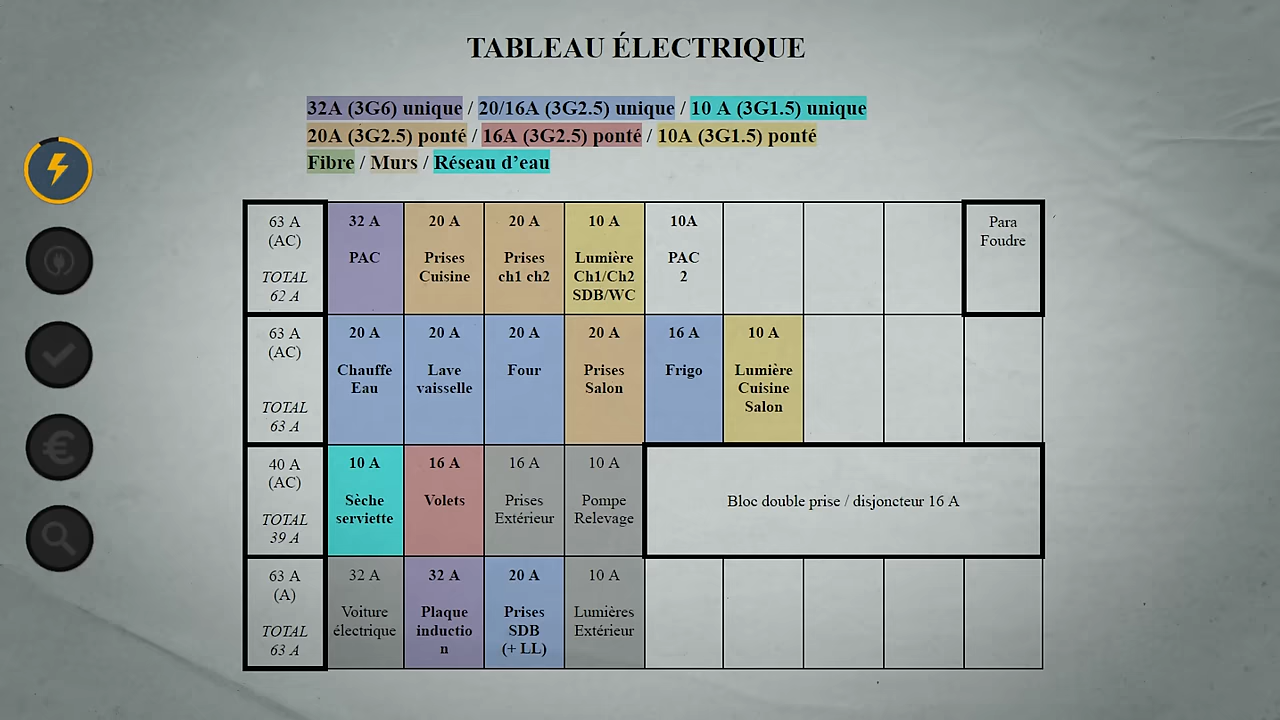 TABLEAU ÉLECTRIQUE
32A (3G6) unique / 20/16A (3G2.5) unique / 10 A (3G1.5) unique
20A (3G2.5) ponté / 16A (3G2.5) ponté / 10A (3G1.5) ponté
Fibre / Murs / Réseau d’eau
63 A
(AC)
TOTAL
62 A
32 A
PAC
20 A
Prises
Cuisine
20 A
Prises
ch1 ch2
10 A
Lumière
Ch1/Ch2
SDB/WC
10A
PAC
2
Para
Foudre
63 A
(AC)
TOTAL
63 A
20 A
Chauffe
Eau
20 A
Lave
vaisselle
20 A
Four
20 A
Prises
Salon
16 A
Frigo
10 A
Lumière
Cuisine
Salon
40 A
(AC)
TOTAL
39 A
10 A
Sèche
serviette
16 A
Volets
16 A
Prises
Extérieur
10 A
Pompe
Relevage
Bloc double prise / disjoncteur 16 A
63 A
(A)
TOTAL
63 A
32 A
Voiture
électrique
32 A
Plaque
inductio
n
20 A
Prises
SDB
(+ LL)
10 A
Lumières
Extérieur
€